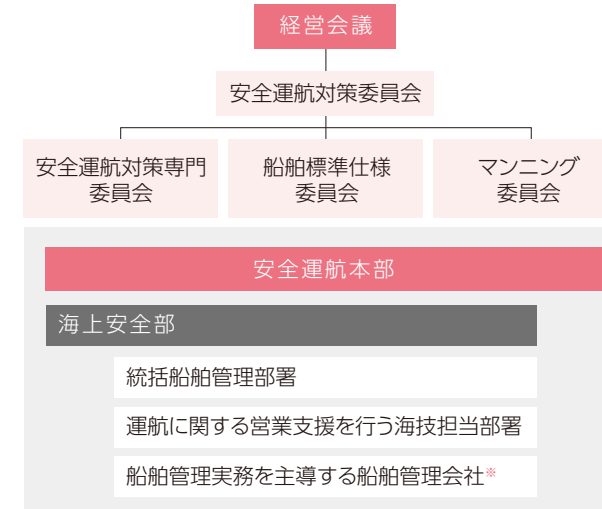 経営会議
安全運航対策委員会
安全運航対策専門
委員会
船舶標準仕様
委員会
マンニング
委員会
安全運航本部
海上安全部
統括船舶管理部署
運航に関する営業支援を行う海技担当部署
船舶管理実務を主導する船舶管理会社※